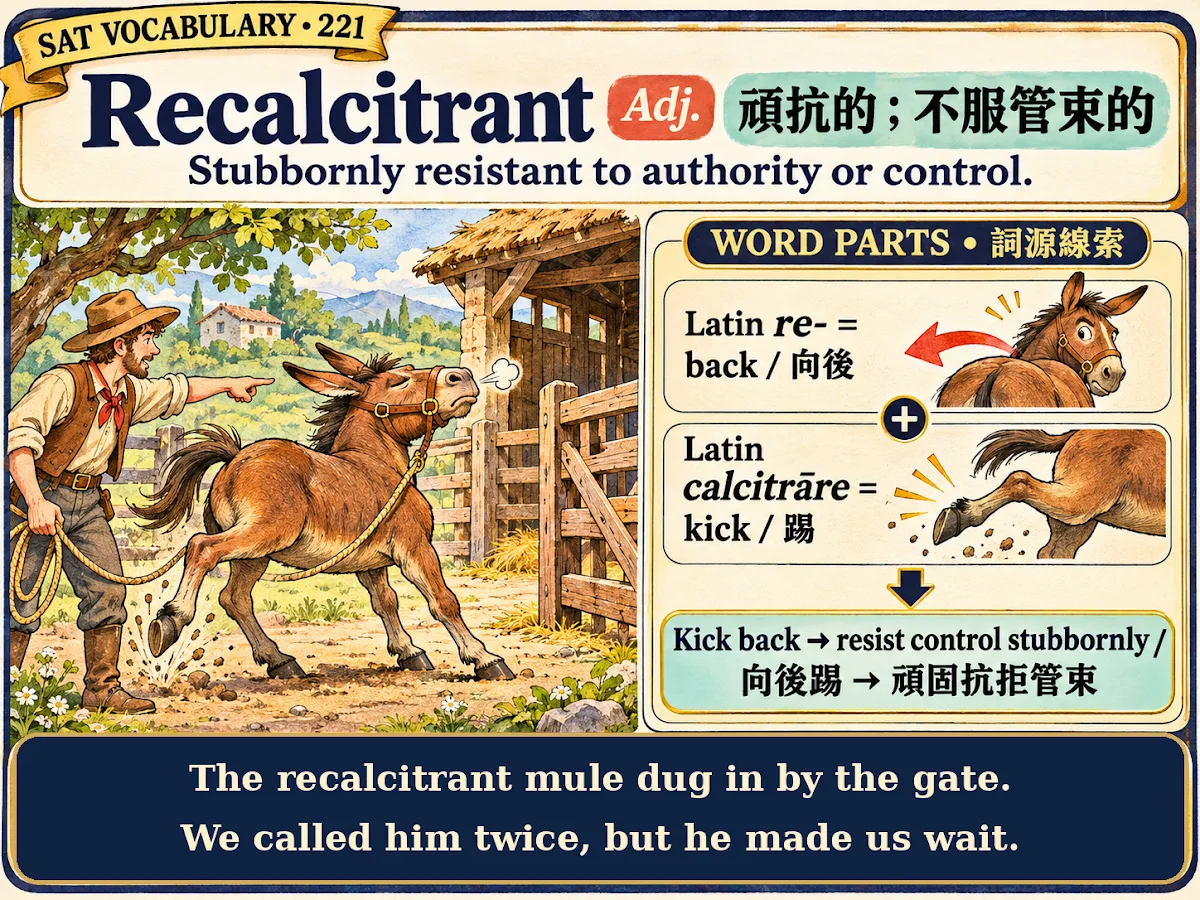 SAT VOCABULARY • 221
Recalcitrant Adj. 頑抗的；不服管束的
Stubbornly resistant to authority or control.
WORD PARTS • 詞源線索
Latin re- =
back / 向後
+
Latin
calcitrāre =
kick / 踢
Kick back → resist control stubbornly /
向後踢 → 頑固抗拒管束
The recalcitrant mule dug in by the gate.
We called him twice, but he made us wait.